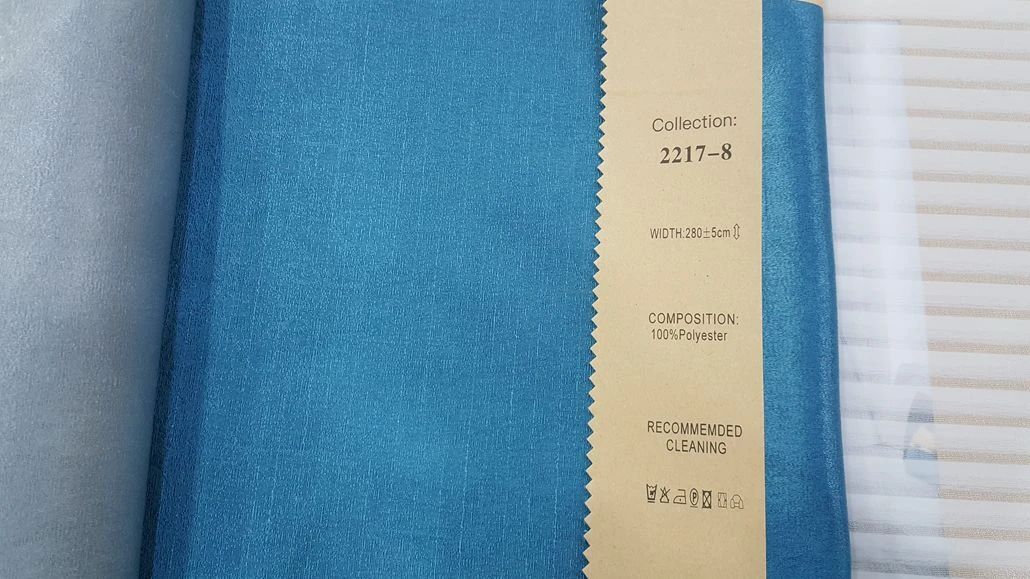 Collection:
2217-8
WIDTH:280±5cm⇕
COMPOSITION:
100%Polyester
RECOMMEMDED
CLEANING